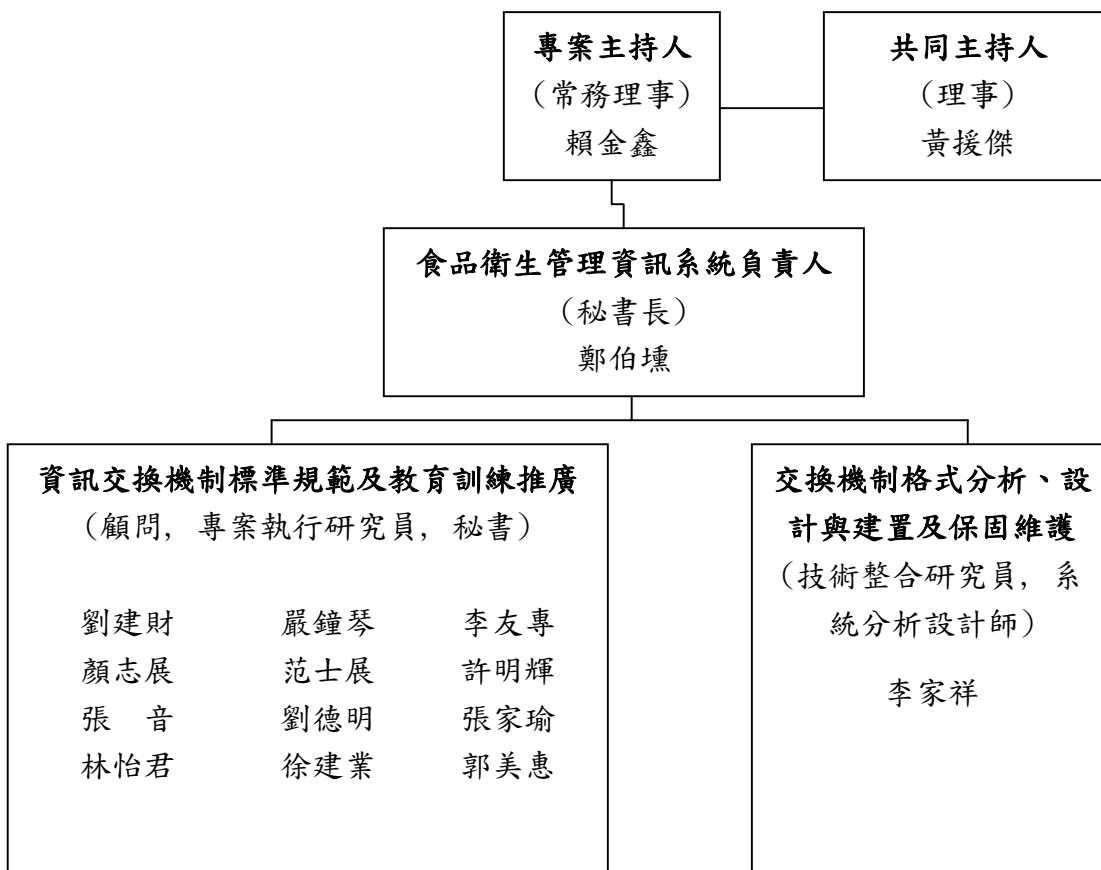 專案主持人
（常務理事）
賴金鑫
共同主持人
（理事）
黃援傑
食品衛生管理資訊系統負責人
（秘書長）
鄭伯壎
資訊交換機制標準規範及教育訓練推廣
（顧問，專案執行研究員，秘書）
劉建財 嚴鐘琴 李友專
顏志展 范士展 許明輝
張　音 劉德明 張家瑜
林怡君 徐建業 郭美惠
交換機制格式分析、設
計與建置及保固維護
（技術整合研究員，系
統分析設計師）
李家祥